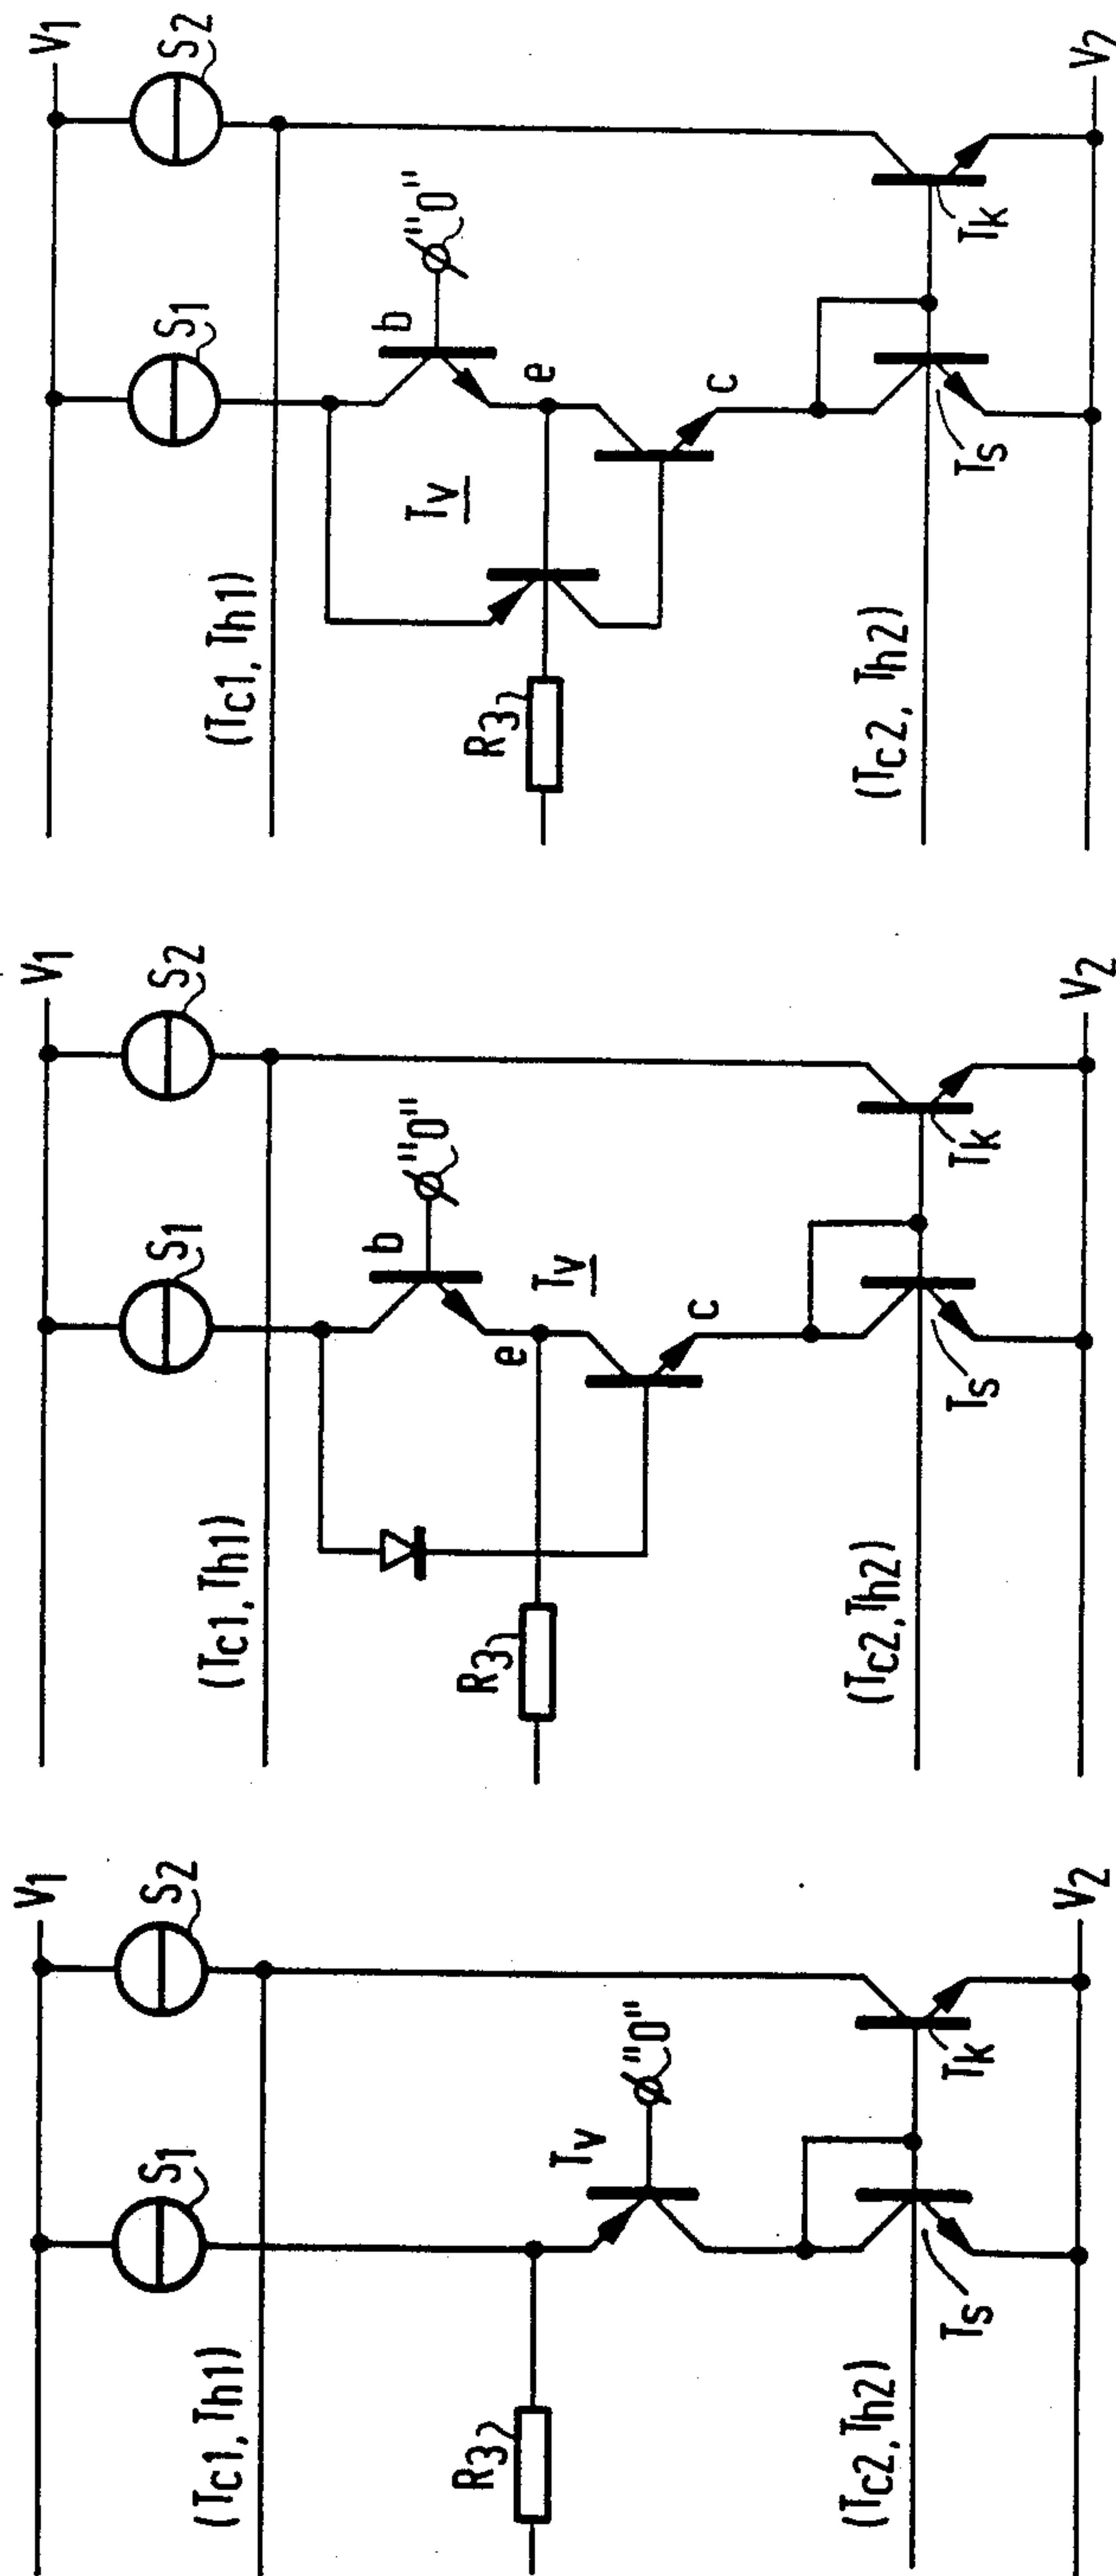 V1
S1
S2
(Tc1, Th1)
R3
Tv
"0"
(Tc2, Th2)
Ts
Tk
V2
V1
S1
S2
(Tc1, Th1)
b
"0"
R3
e
Tv
c
(Tc2, Th2)
Ts
Tk
V2
V1
S1
S2
(Tc1, Th1)
b
"0"
Tv
R3
e
c
(Tc2, Th2)
Ts
Tk
V2